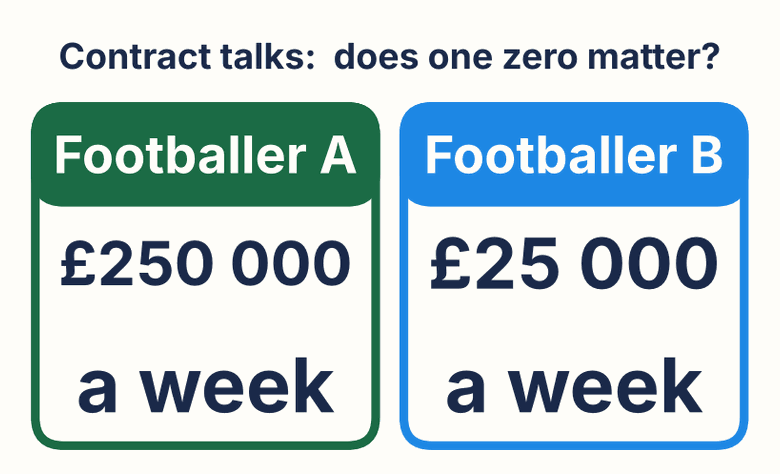 Contract talks: does one zero matter?
Footballer A
£250 000
a week
Footballer B
£25 000
a week